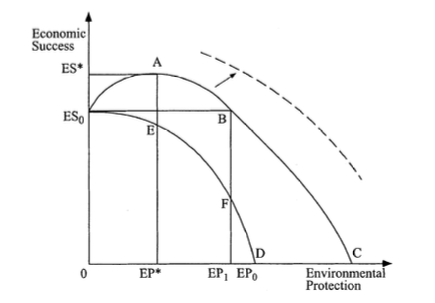 Economic
Success
ES*
A
ES₀
B
E
F
D
C
0
EP*
EP₁
EP₀
Environmental
Protection